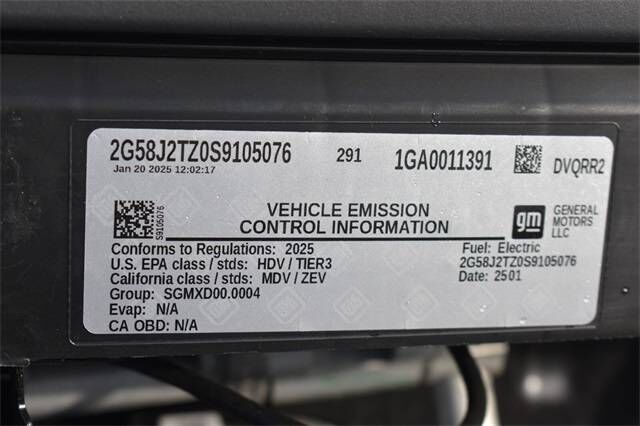 2G58J2TZ0S9105076 291 1GA0011391 DVQRR2
Jan 20 2025 12:02:17
S9105076
VEHICLE EMISSION
CONTROL INFORMATION
gm GENERAL
MOTORS
LLC
Conforms to Regulations: 2025
Fuel: Electric
U.S. EPA class / stds: HDV / TIER3
2G58J2TZ0S9105076
California class / stds: MDV / ZEV
Date: 2501
Group: SGMXD00.0004
Evap: N/A
CA OBD: N/A